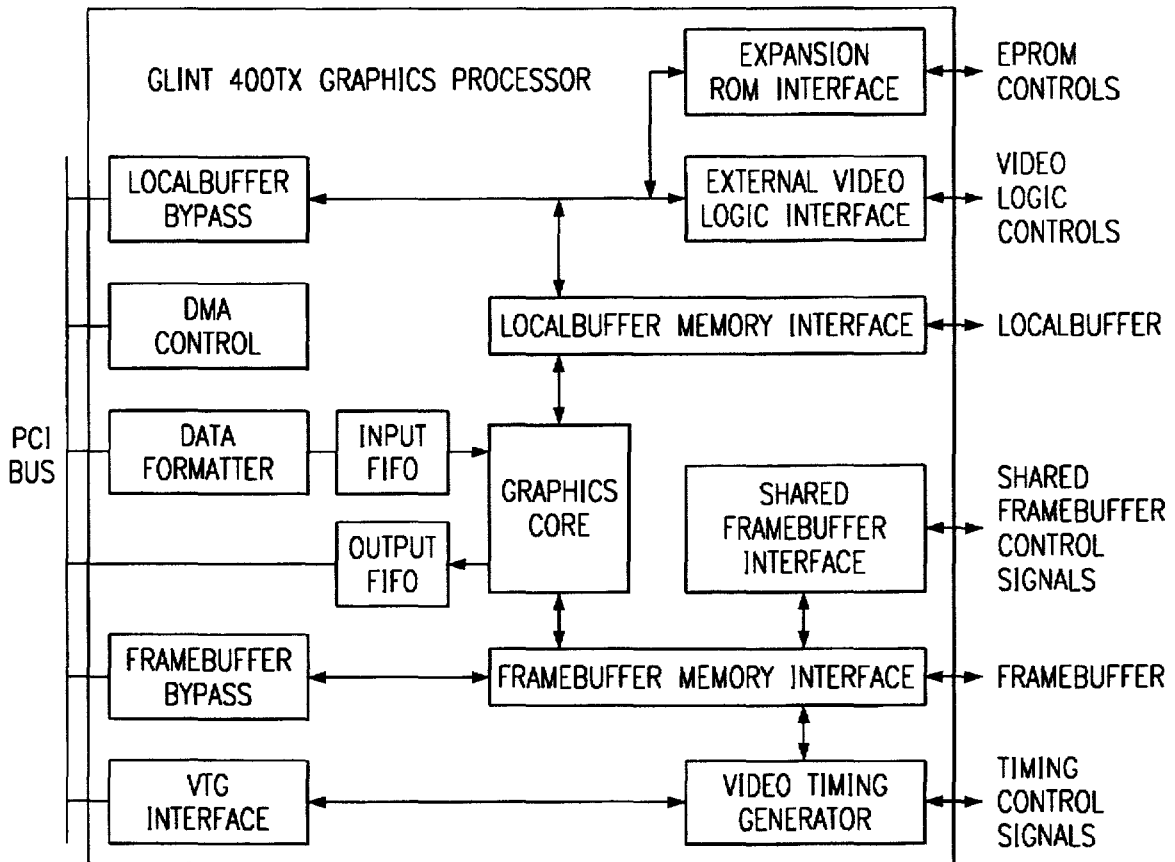 GLINT 400TX GRAPHICS PROCESSOR
EXPANSION
ROM INTERFACE
EPROM
CONTROLS
LOCALBUFFER
BYPASS
EXTERNAL VIDEO
LOGIC INTERFACE
VIDEO
LOGIC
CONTROLS
DMA
CONTROL
LOCALBUFFER MEMORY INTERFACE
LOCALBUFFER
PCI
BUS
DATA
FORMATTER
INPUT
FIFO
GRAPHICS
CORE
SHARED
FRAMEBUFFER
INTERFACE
SHARED
FRAMEBUFFER
CONTROL
SIGNALS
OUTPUT
FIFO
FRAMEBUFFER
BYPASS
FRAMEBUFFER MEMORY INTERFACE
FRAMEBUFFER
VTG
INTERFACE
VIDEO TIMING
GENERATOR
TIMING
CONTROL
SIGNALS